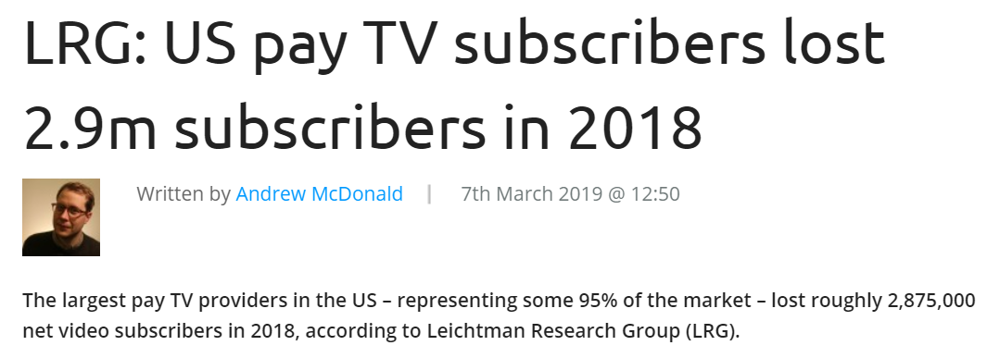 LRG: US pay TV subscribers lost
2.9m subscribers in 2018
Written by Andrew McDonald | 7th March 2019 @ 12:50
The largest pay TV providers in the US – representing some 95% of the market – lost roughly 2,875,000
net video subscribers in 2018, according to Leichtman Research Group (LRG).